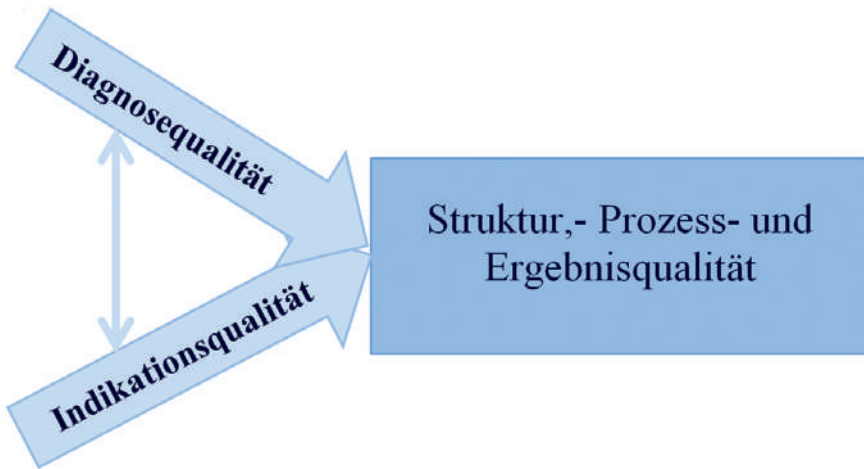 Diagnosequalität
Indikationsqualität
Struktur,- Prozess- und
Ergebnisqualität